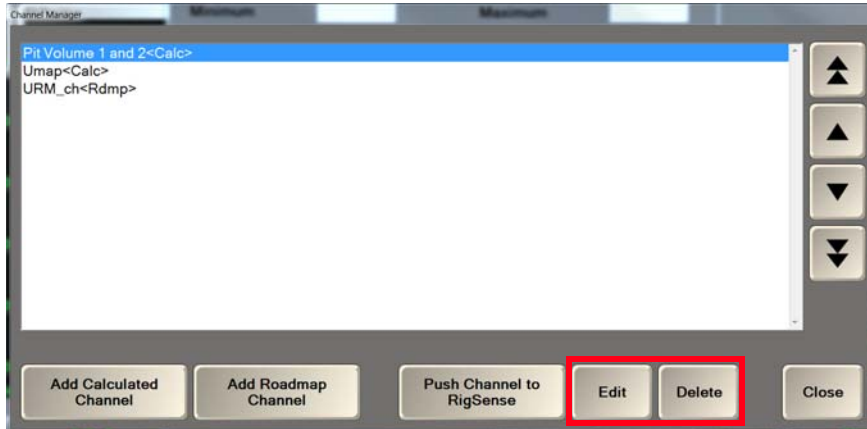 Channel Manager
Minimum
Maximum
Pit Volume 1 and 2<Calc>
Umap<Calc>
URM_ch<Rdmp>
Add Calculated
Channel
Add Roadmap
Channel
Push Channel to
RigSense
Edit
Delete
Close